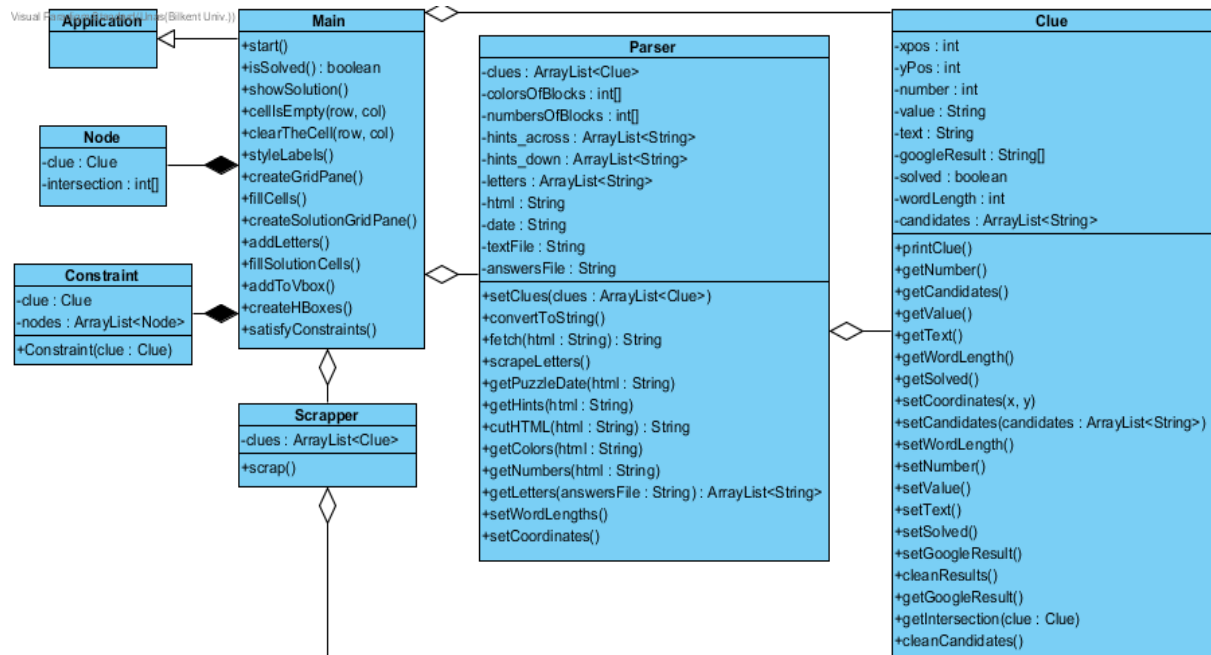 Visual Paradigm Standard(Unas(Bilkent Univ.))
Application
Main
+start()
+isSolved() : boolean
+showSolution()
+cellIsEmpty(row, col)
+clearTheCell(row, col)
+styleLabels()
+createGridPane()
+fillCells()
+createSolutionGridPane()
+addLetters()
+fillSolutionCells()
+addToVbox()
+createHBoxes()
+satisfyConstraints()
Node
-clue : Clue
-intersection : int[]
Constraint
-clue : Clue
-nodes : ArrayList<Node>
+Constraint(clue : Clue)
Scrapper
-clues : ArrayList<Clue>
+scrap()
Parser
-clues : ArrayList<Clue>
-colorsOfBlocks : int[]
-numbersOfBlocks : int[]
-hints_across : ArrayList<String>
-hints_down : ArrayList<String>
-letters : ArrayList<String>
-html : String
-date : String
-textFile : String
-answersFile : String
+setClues(clues : ArrayList<Clue>)
+convertToString()
+fetch(html : String) : String
+scrapeLetters()
+getPuzzleDate(html : String)
+getHints(html : String)
+cutHTML(html : String) : String
+getColors(html : String)
+getNumbers(html : String)
+getLetters(answersFile : String) : ArrayList<String>
+setWordLengths()
+setCoordinates()
Clue
-xpos : int
-yPos : int
-number : int
-value : String
-text : String
-googleResult : String[]
-solved : boolean
-wordLength : int
-candidates : ArrayList<String>
+printClue()
+getNumber()
+getCandidates()
+getValue()
+getText()
+getWordLength()
+getSolved()
+setCoordinates(x, y)
+setCandidates(candidates : ArrayList<String>)
+setWordLength()
+setNumber()
+setValue()
+setText()
+setSolved()
+setGoogleResult()
+cleanResults()
+getGoogleResult()
+getIntersection(clue : Clue)
+cleanCandidates()